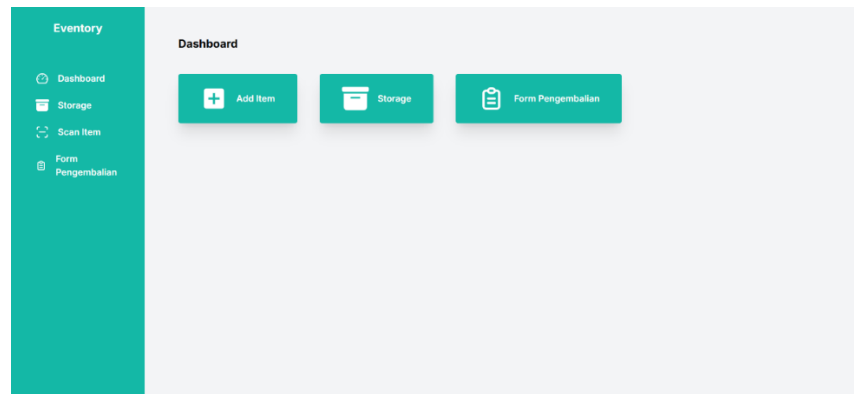 Eventory
Dashboard
Storage
Scan Item
Form
Pengembalian
Dashboard
Add Item
Storage
Form Pengembalian